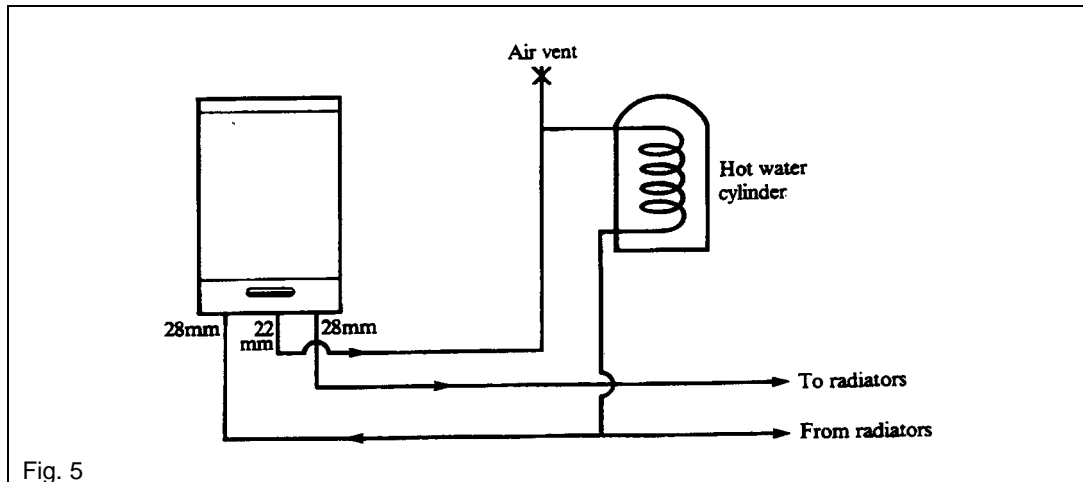 Air vent
Hot water
cylinder
28mm
22
mm
28mm
To radiators
From radiators
Fig. 5